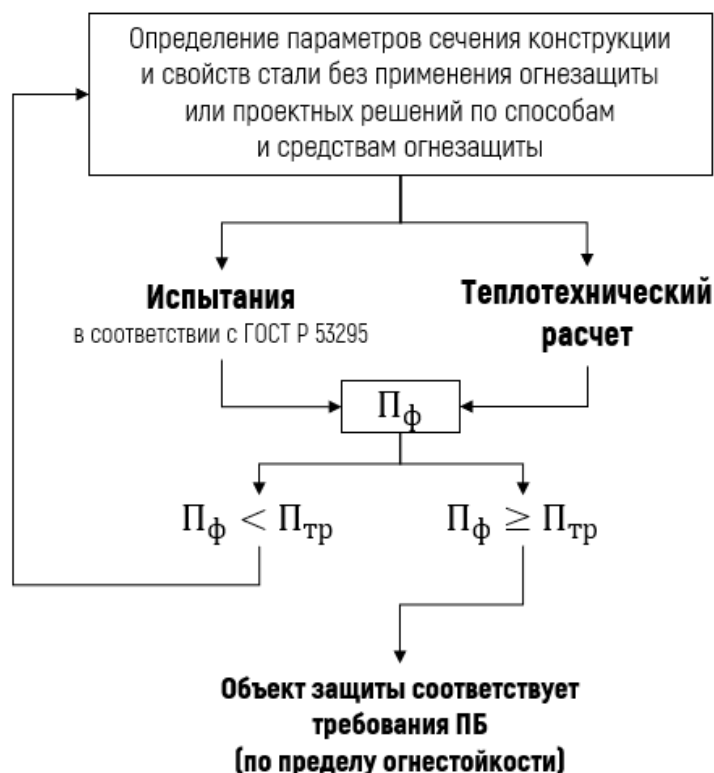 Определение параметров сечения конструкции
и свойств стали без применения огнезащиты
или проектных решений по способам
и средствам огнезащиты
Испытания
в соответствии с ГОСТ Р 53295
Теплотехнический
расчет
Пф
Пф < Птр
Пф ≥ Птр
Объект защиты соответствует
требования ПБ
(по пределу огнестойкости)